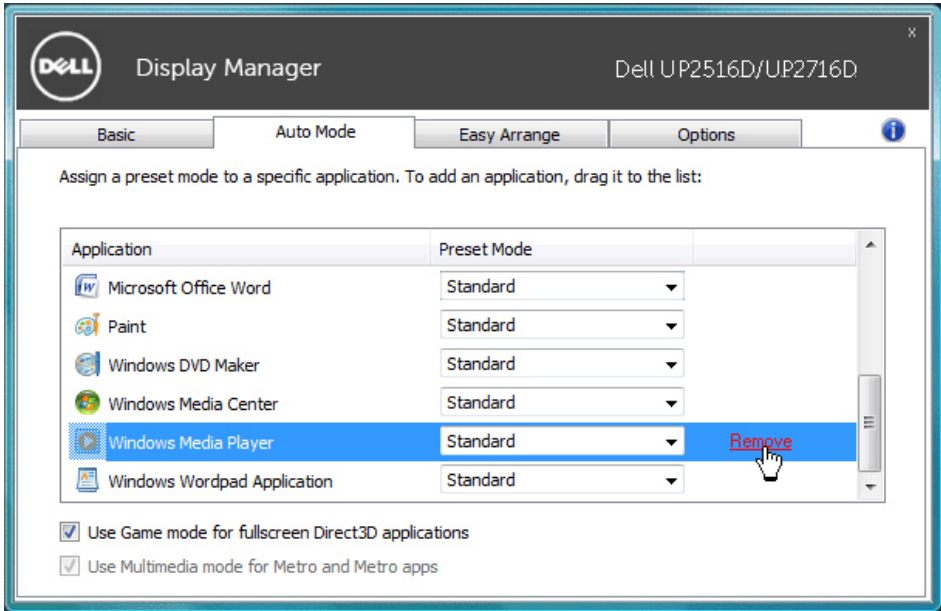 DELL Display Manager Dell UP2516D/UP2716D x
Basic Auto Mode Easy Arrange Options i
Assign a preset mode to a specific application. To add an application, drag it to the list:
Application Preset Mode
Microsoft Office Word Standard
Paint Standard
Windows DVD Maker Standard
Windows Media Center Standard
Windows Media Player Standard Remove
Windows Wordpad Application Standard
Use Game mode for fullscreen Direct3D applications
Use Multimedia mode for Metro and Metro apps